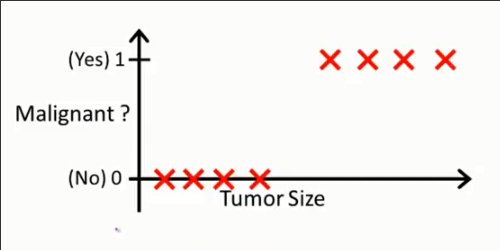 (Yes) 1
Malignant ?
(No) 0
Tumor Size